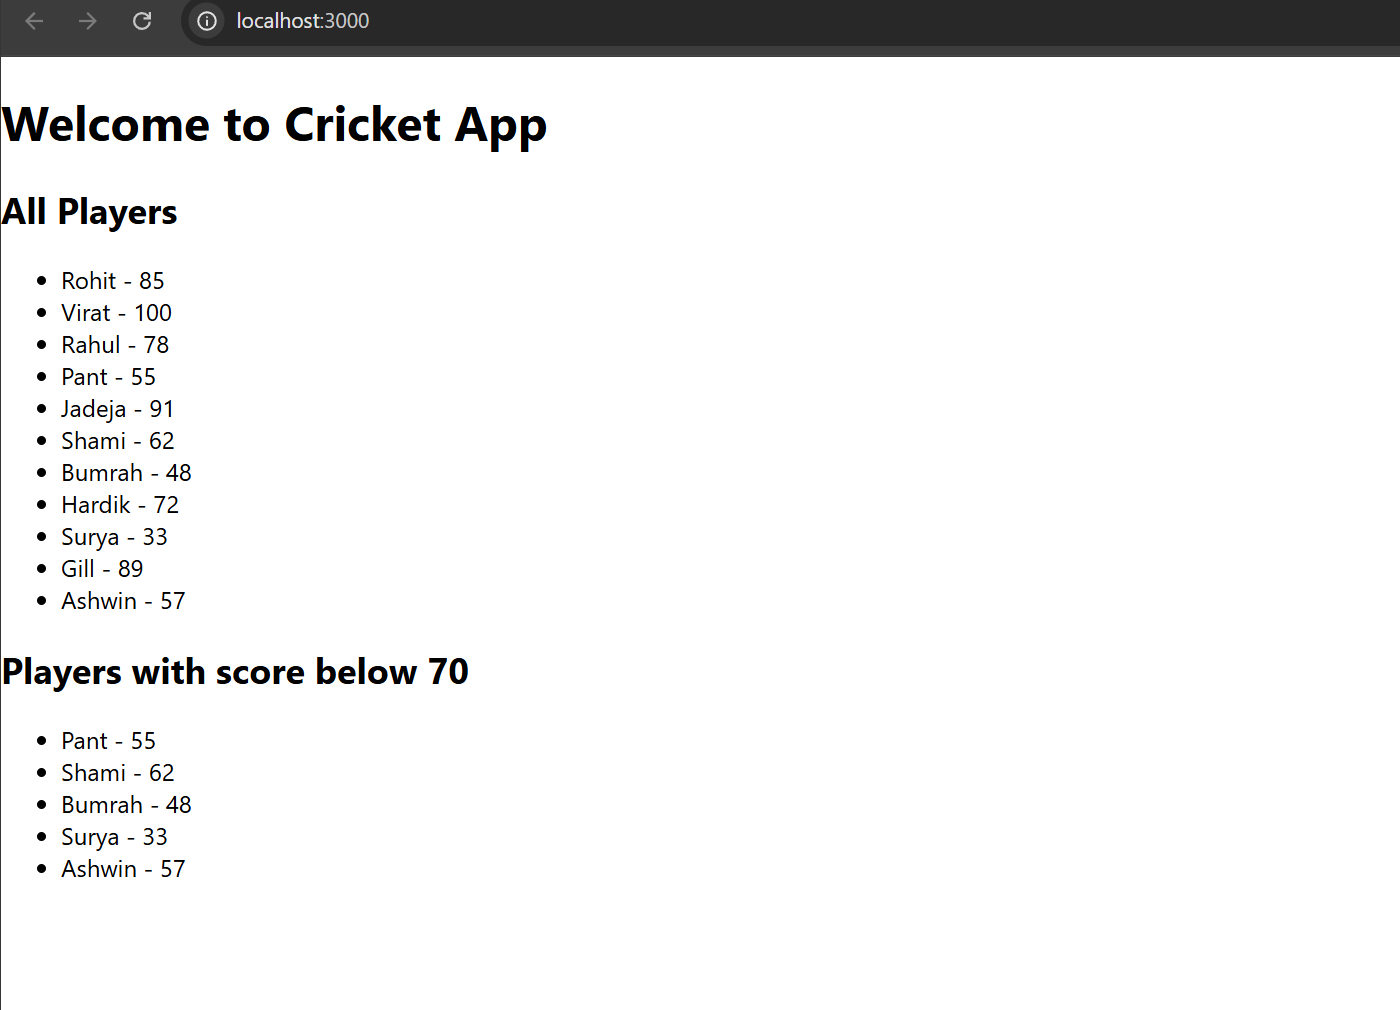 localhost:3000
Welcome to Cricket App
All Players
Rohit - 85
Virat - 100
Rahul - 78
Pant - 55
Jadeja - 91
Shami - 62
Bumrah - 48
Hardik - 72
Surya - 33
Gill - 89
Ashwin - 57
Players with score below 70
Pant - 55
Shami - 62
Bumrah - 48
Surya - 33
Ashwin - 57